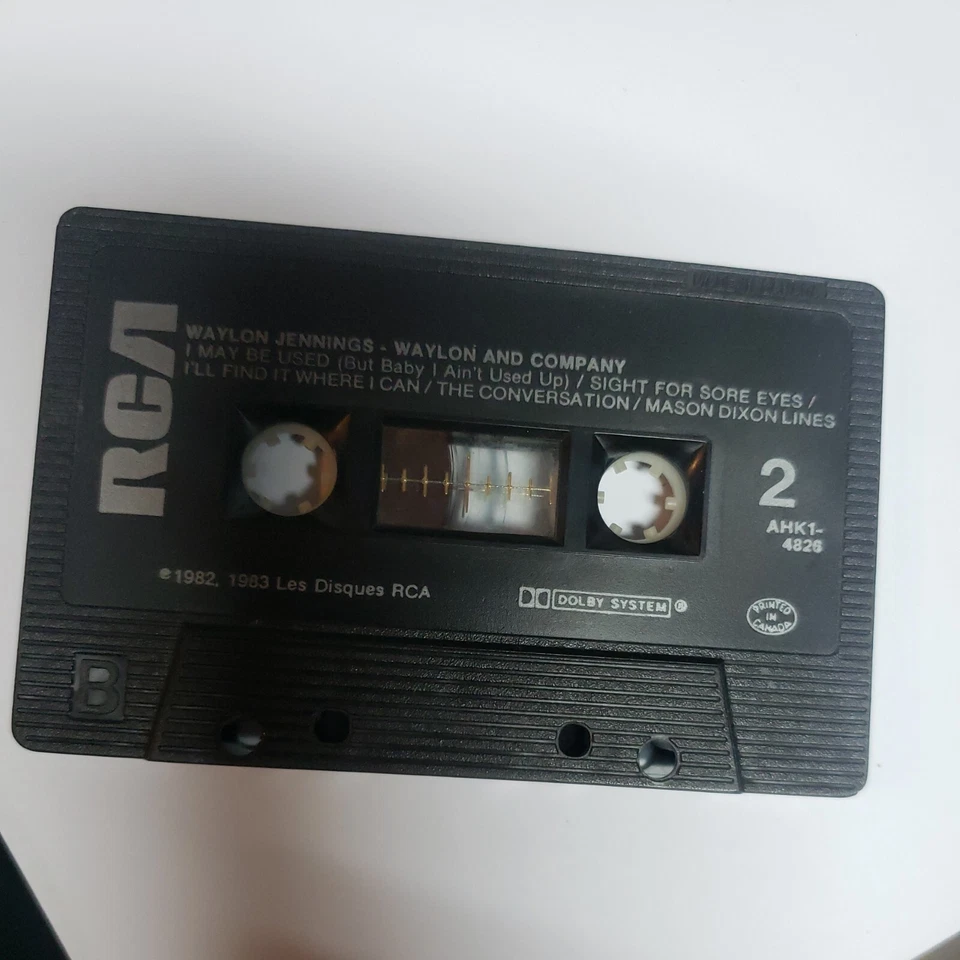 RCA
WAYLON JENNINGS - WAYLON AND COMPANY
I MAY BE USED (But Baby I Ain't Used Up) / SIGHT FOR SORE EYES /
I'LL FIND IT WHERE I CAN / THE CONVERSATION / MASON DIXON LINES
2
AHK1-
4826
℗1982, 1983 Les Disques RCA
DOLBY SYSTEM ®
PRINTED
IN
CANADA
B